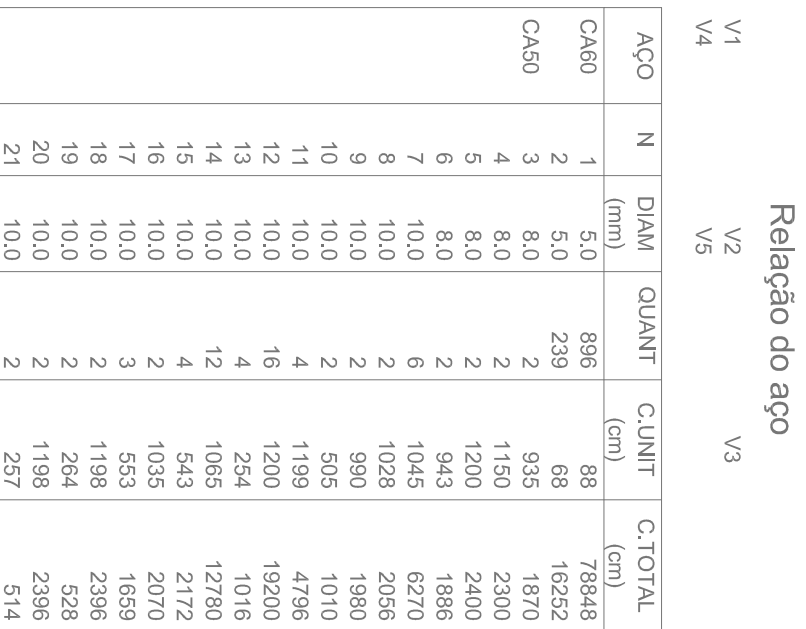 Relação do aço
V1 V2 V3
V4 V5
AÇO N DIAM QUANT C.UNIT C.TOTAL
(mm) (cm) (cm)
CA60 1 5.0 896 88 78848
2 5.0 239 68 16252
CA50 3 8.0 2 935 1870
4 8.0 2 1150 2300
5 8.0 2 1200 2400
6 8.0 2 943 1886
7 10.0 6 1045 6270
8 10.0 2 1028 2056
9 10.0 2 990 1980
10 10.0 2 505 1010
11 10.0 4 1199 4796
12 10.0 16 1200 19200
13 10.0 4 254 1016
14 10.0 12 1065 12780
15 10.0 4 543 2172
16 10.0 2 1035 2070
17 10.0 3 553 1659
18 10.0 2 1198 2396
19 10.0 2 264 528
20 10.0 2 1198 2396
21 10.0 2 257 514